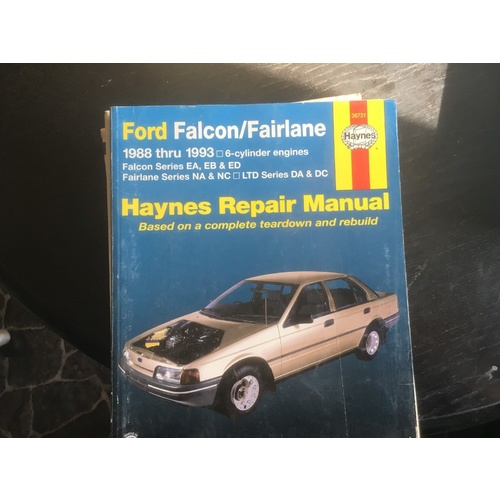 36731
Haynes
Ford Falcon/Fairlane
1988 thru 1993 □ 6-cylinder engines
Falcon Series EA, EB & ED
Fairlane Series NA & NC □ LTD Series DA & DC
Haynes Repair Manual
Based on a complete teardown and rebuild